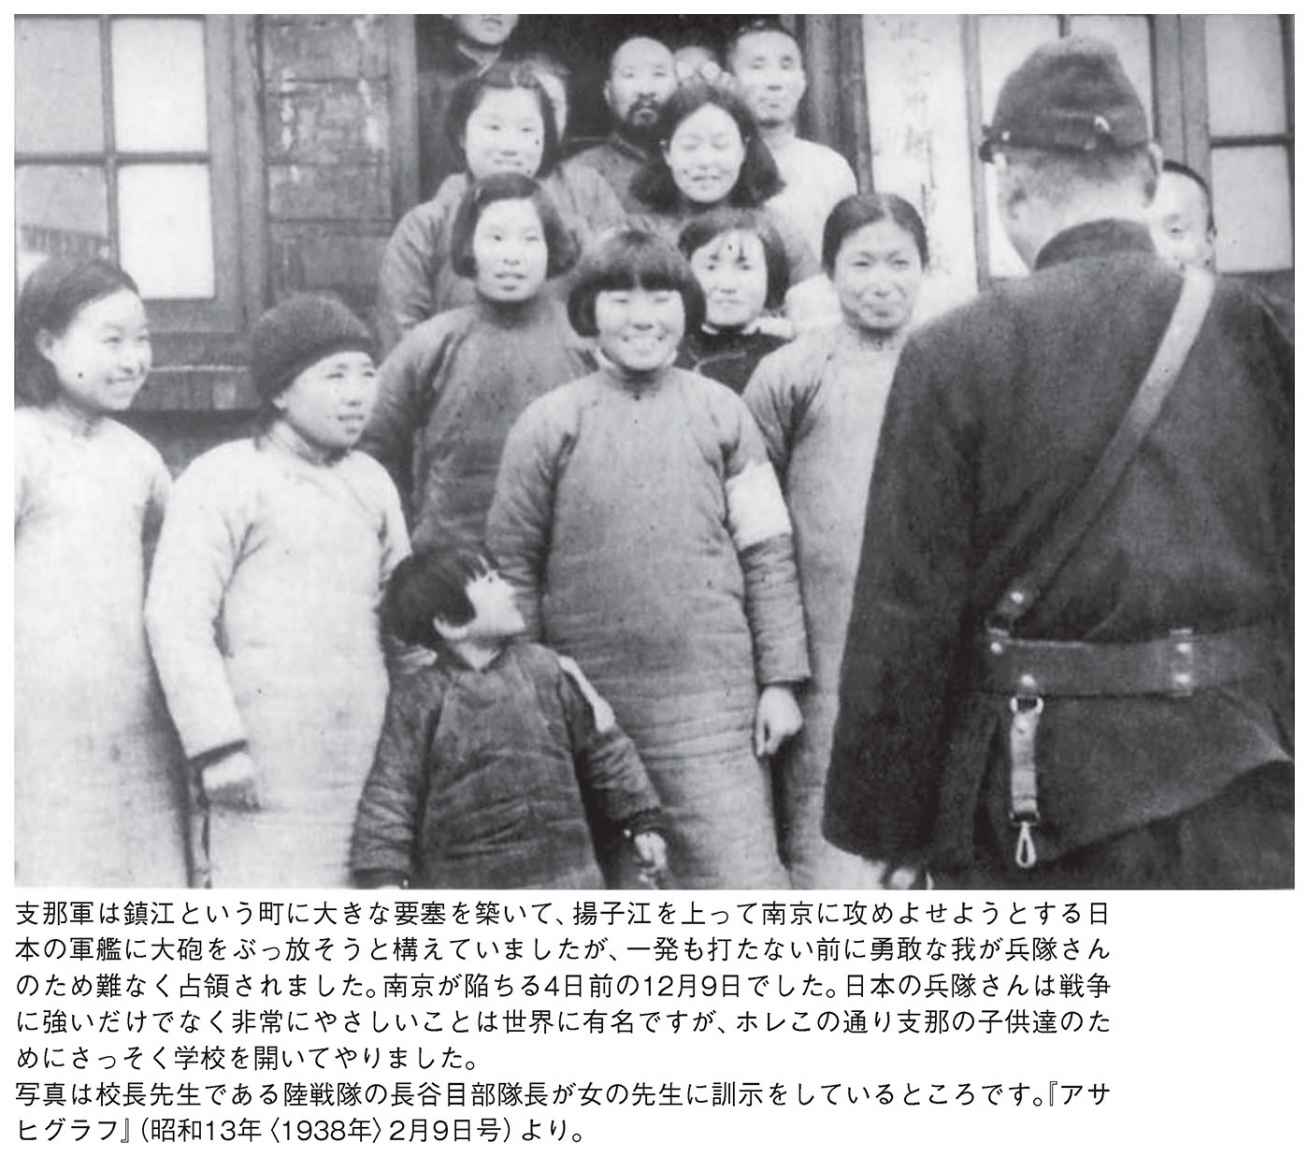 支那軍は鎮江という町に大きな要塞を築いて、揚子江を上って南京に攻めよせようとする日
本の軍艦に大砲をぶっ放そうと構えていましたが、一発も打たない前に勇敢な我が兵隊さん
のため難なく占領されました。南京が陥ちる4日前の12月9日でした。日本の兵隊さんは戦争
に強いだけでなく非常にやさしいことは世界に有名ですが、ホレこの通り支那の子供達のた
めにさっそく学校を開いてやりました。
写真は校長先生である陸戦隊の長谷目部隊長が女の先生に訓示をしているところです。『アサ
ヒグラフ』（昭和13年〈1938年〉2月9日号）より。